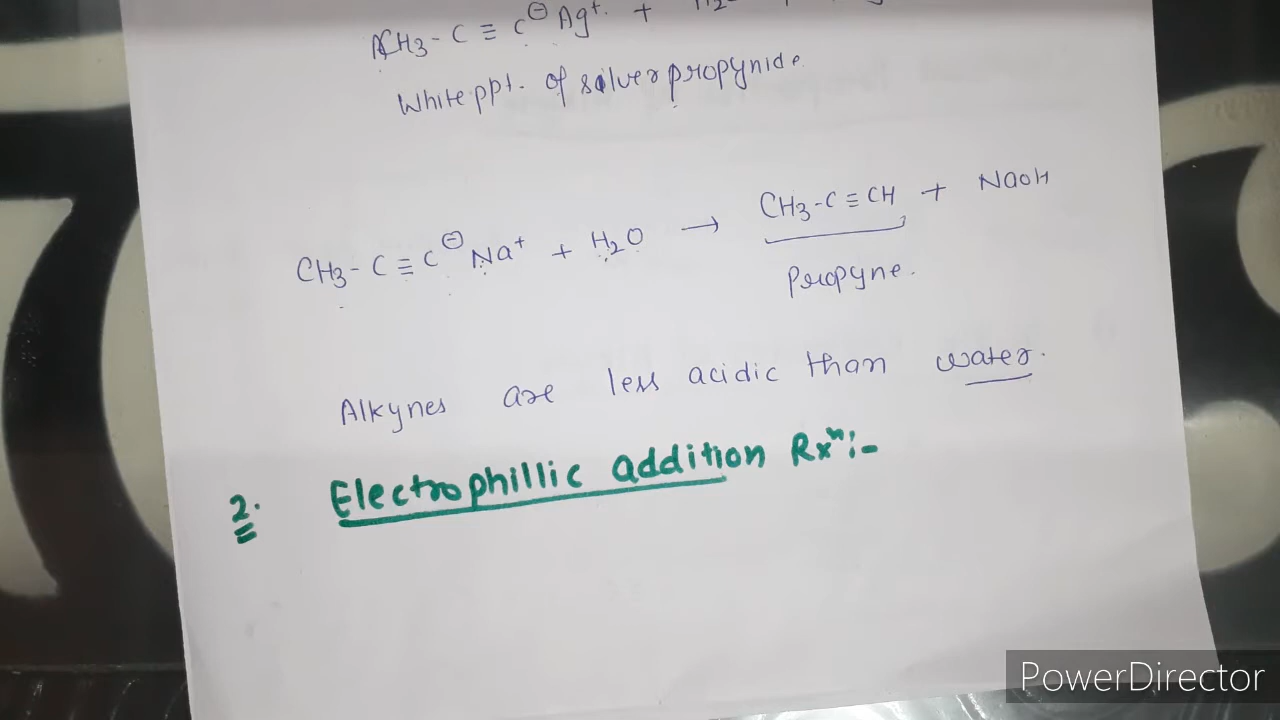 CH3 - C ≡ C⊖ Ag+ +
White ppt. of silver propynide
CH3 - C ≡ C⊖ Na+ + H2O → CH3 - C ≡ CH + NaOH
Propyne.
Alkynes are less acidic than water.
2. Electrophillic addition Rxn:-
PowerDirector